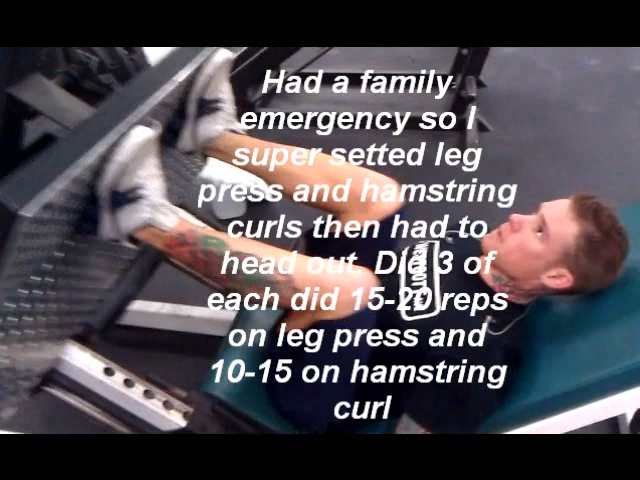 Had a family
emergency so I
super setted leg
press and hamstring
curls then had to
head out. Did 3 of
each did 15-20 reps
on leg press and
10-15 on hamstring
curl